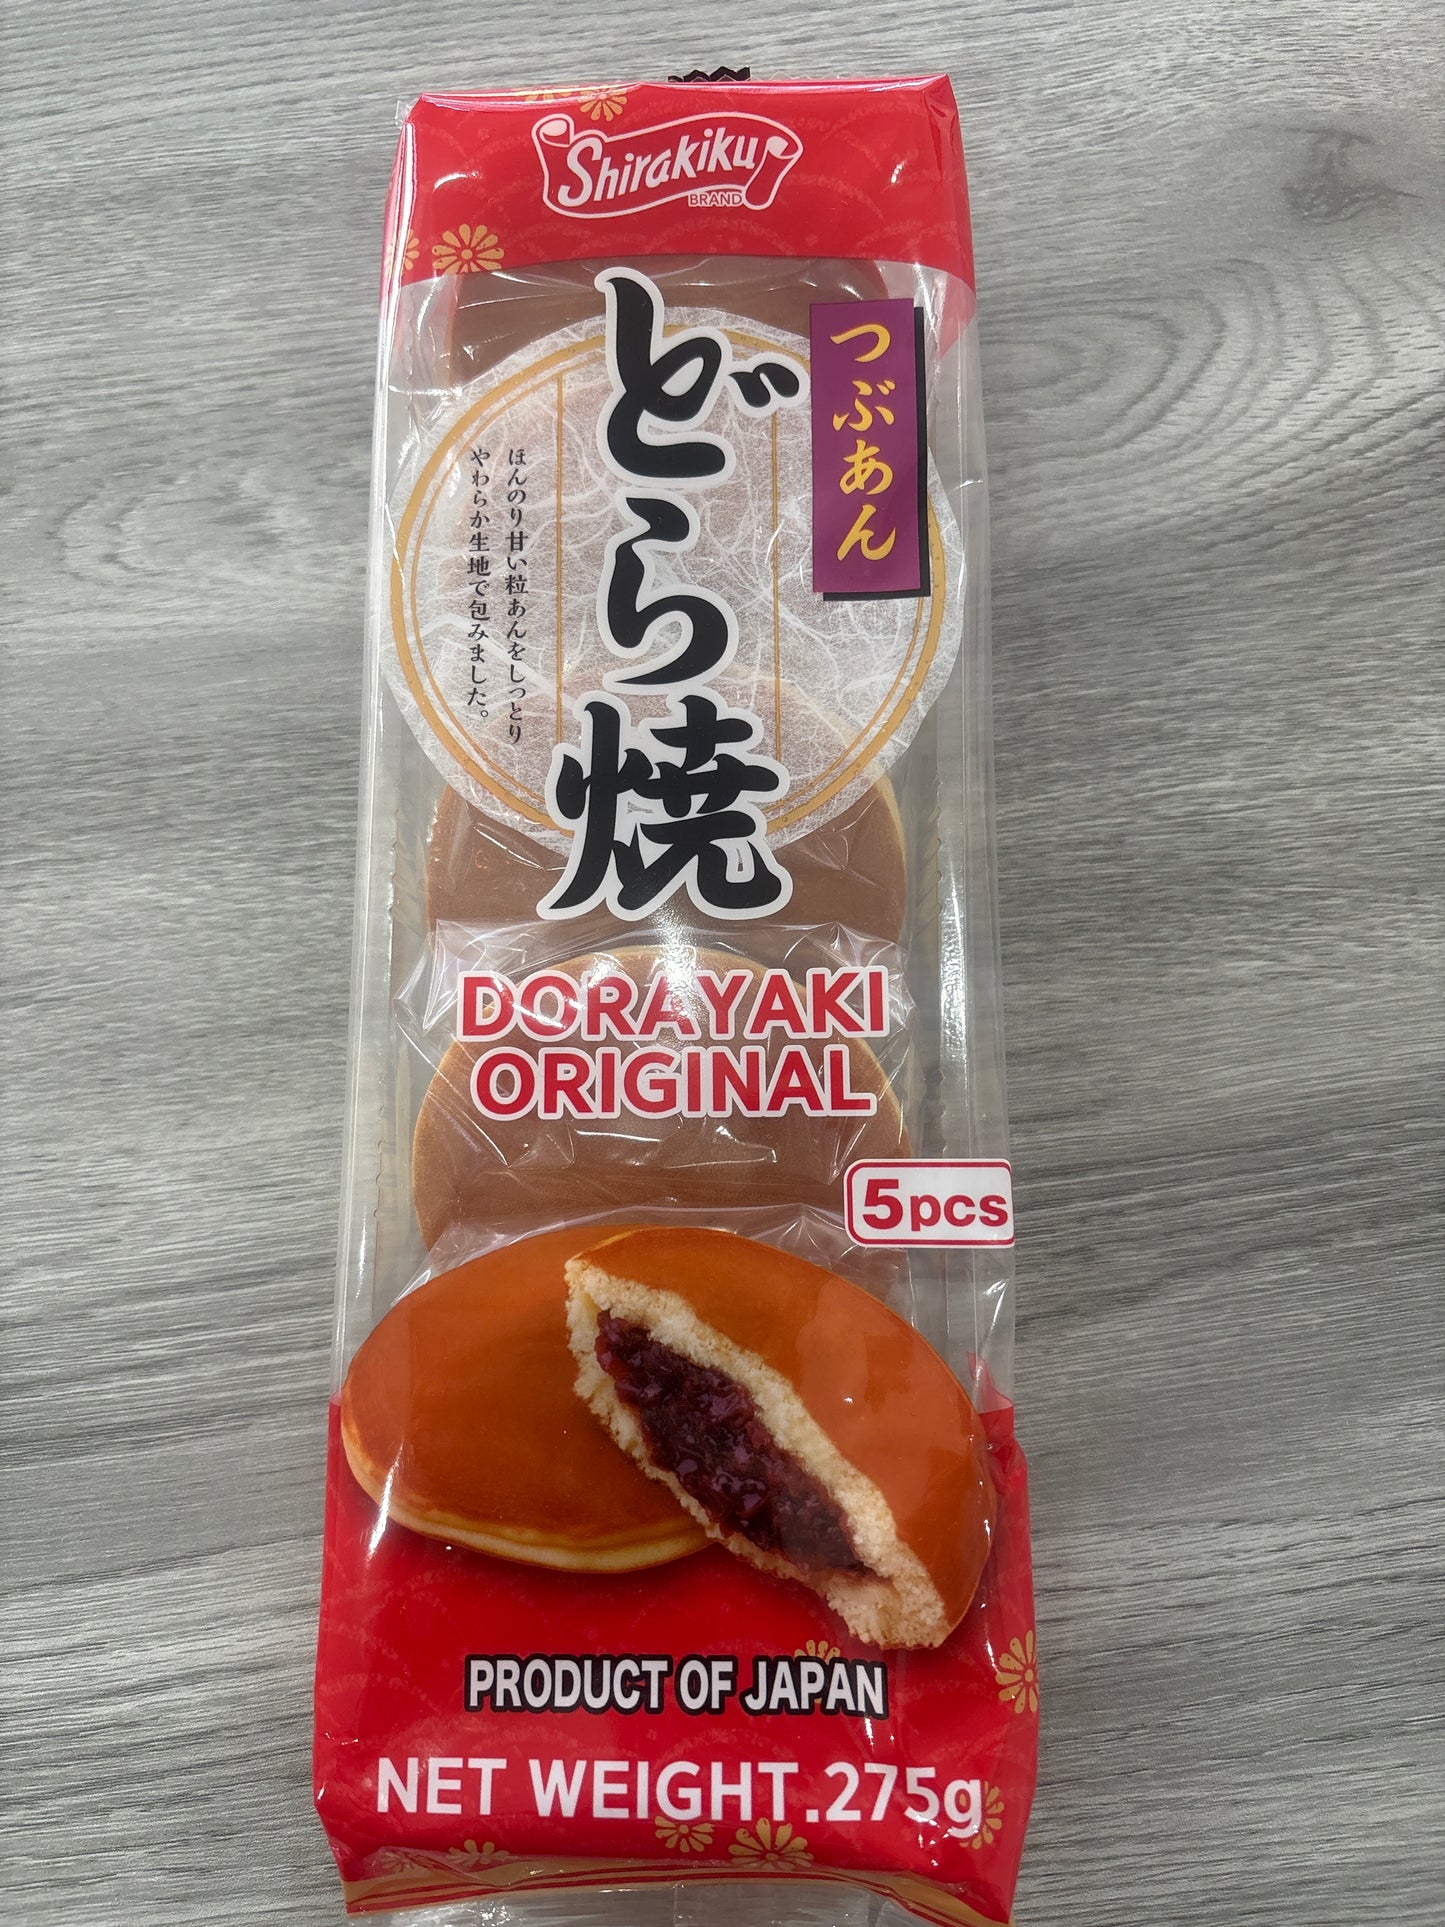 Shirakiku
BRAND
つぶあん
どら焼
ほんのり甘い粒あんをしっとり
やわらか生地で包みました。
DORAYAKI
ORIGINAL
5pcs
PRODUCT OF JAPAN
NET WEIGHT.275g